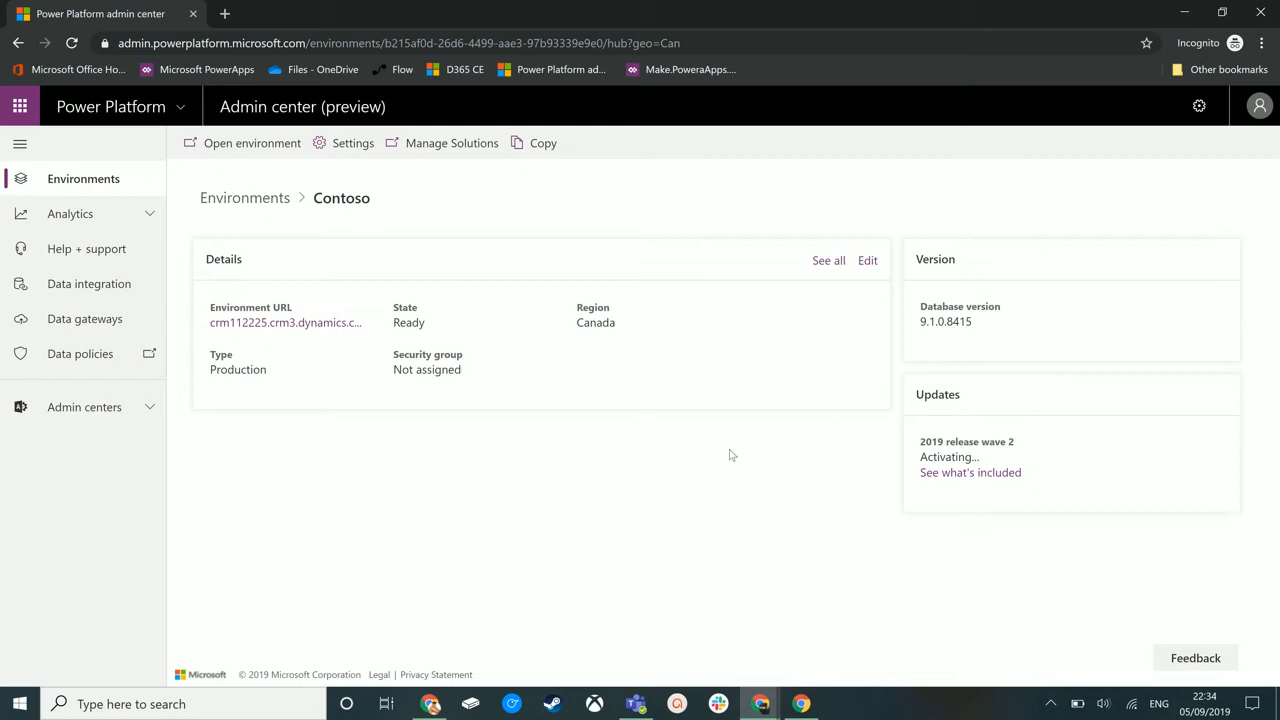 Power Platform admin center
admin.powerplatform.microsoft.com/environments/b215af0d-26d6-4499-aae3-97b93339e9e0/hub?geo=Can
Incognito
Microsoft Office Ho...
Microsoft PowerApps
Files - OneDrive
Flow
D365 CE
Power Platform ad...
Make.PoweraApps....
Other bookmarks
Power Platform
Admin center (preview)
Open environment
Settings
Manage Solutions
Copy
Environments
Analytics
Help + support
Data integration
Data gateways
Data policies
Admin centers
Environments > Contoso
Details
See all
Edit
Environment URL
crm112225.crm3.dynamics.c...
State
Ready
Region
Canada
Type
Production
Security group
Not assigned
Version
Database version
9.1.0.8415
Updates
2019 release wave 2
Activating...
See what's included
Feedback
Microsoft
© 2019 Microsoft Corporation
Legal | Privacy Statement
Type here to search
ENG
22:34
05/09/2019